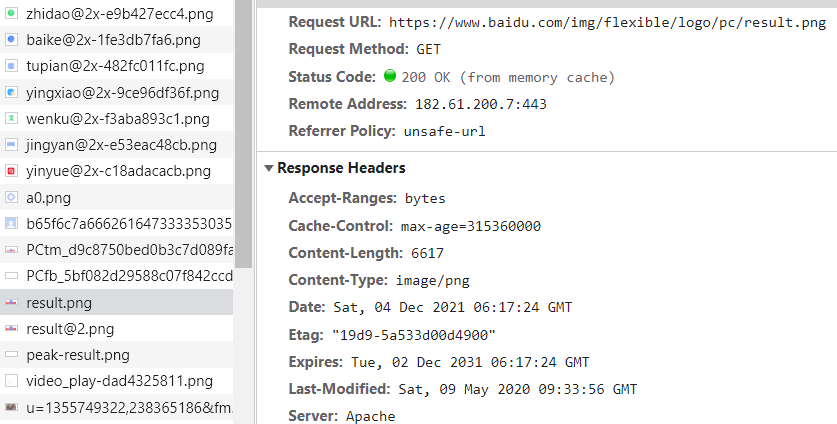 zhidao@2x-e9b427ecc4.png
baike@2x-1fe3db7fa6.png
tupian@2x-482fc011fc.png
yingxiao@2x-9ce96df36f.png
wenku@2x-f3aba893c1.png
jingyan@2x-e53eac48cb.png
yinyue@2x-c18adacacb.png
a0.png
b65f6c7a666261647333353035
PCtm_d9c8750bed0b3c7d089fa
PCfb_5bf082d29588c07f842ccd
result.png
result@2.png
peak-result.png
video_play-dad4325811.png
u=1355749322,238365186&fm
Request URL: https://www.baidu.com/img/flexible/logo/pc/result.png
Request Method: GET
Status Code: 200 OK (from memory cache)
Remote Address: 182.61.200.7:443
Referrer Policy: unsafe-url
Response Headers
Accept-Ranges: bytes
Cache-Control: max-age=315360000
Content-Length: 6617
Content-Type: image/png
Date: Sat, 04 Dec 2021 06:17:24 GMT
Etag: "19d9-5a533d00d4900"
Expires: Tue, 02 Dec 2031 06:17:24 GMT
Last-Modified: Sat, 09 May 2020 09:33:56 GMT
Server: Apache